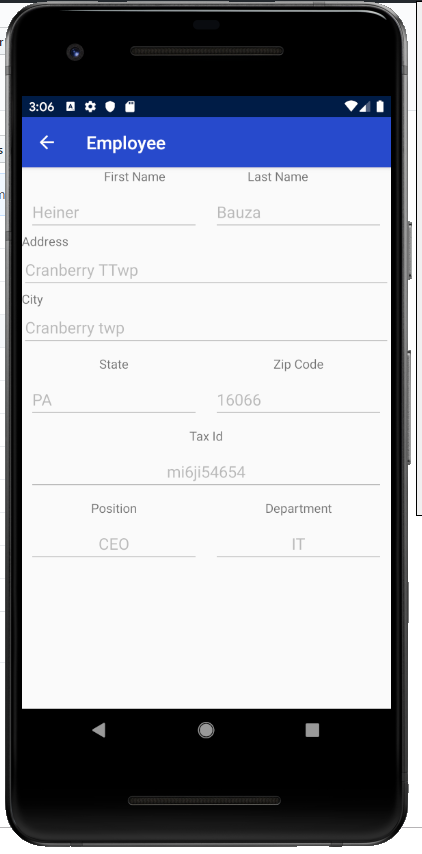 3:06
Employee
First Name Last Name
Heiner Bauza
Address
Cranberry TTwp
City
Cranberry twp
State Zip Code
PA 16066
Tax Id
mi6ji54654
Position Department
CEO IT